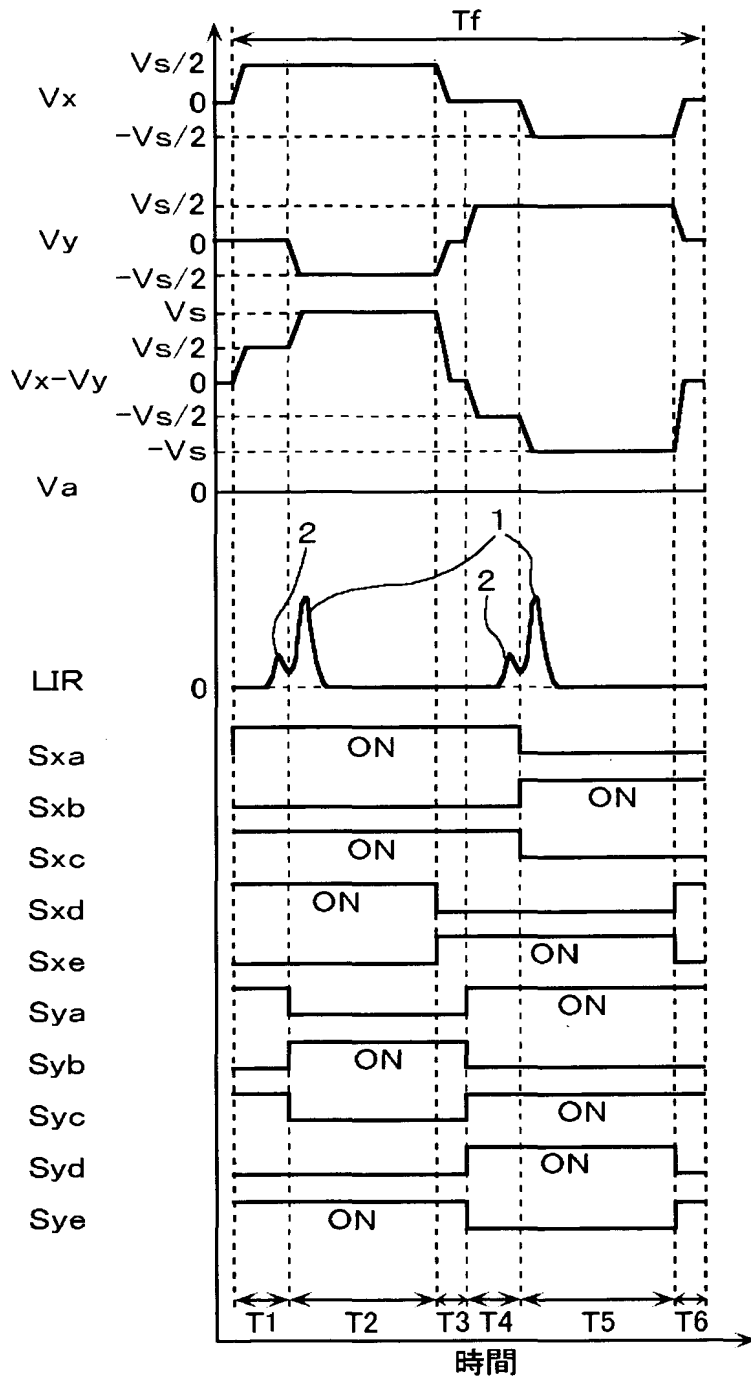 Tf
Vs/2
Vx
0
-Vs/2
Vs/2
Vy
0
-Vs/2
Vs
Vs/2
Vx-Vy
0
-Vs/2
-Vs
Va
0
2
1
2
LIR
0
Sxa
ON
Sxb
ON
Sxc
ON
Sxd
ON
Sxe
ON
Sya
ON
Syb
ON
Syc
ON
Syd
ON
Sye
ON
T1 T2 T3 T4 T5 T6
時間